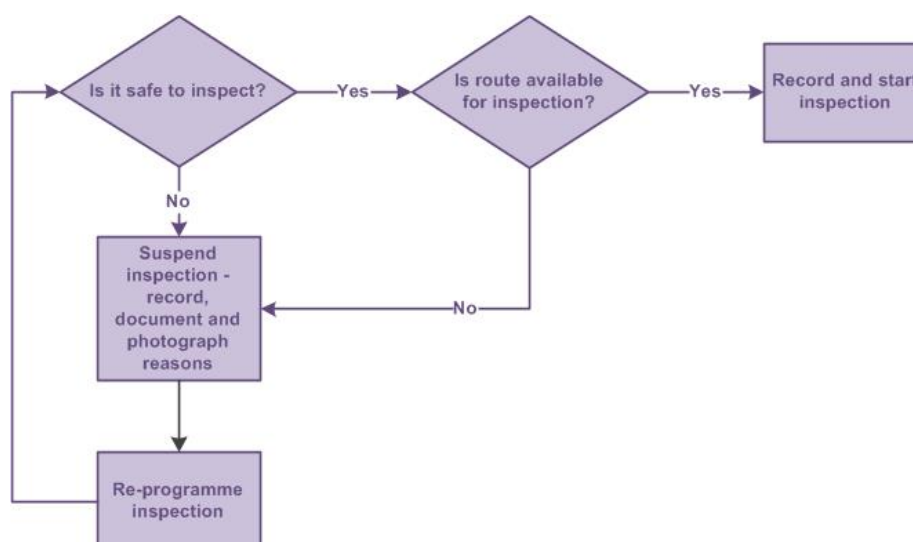 Is it safe to inspect?
Yes
Is route available
for inspection?
Yes
Record and start
inspection
No
Suspend
inspection -
record,
document and
photograph
reasons
No
Re-programme
inspection